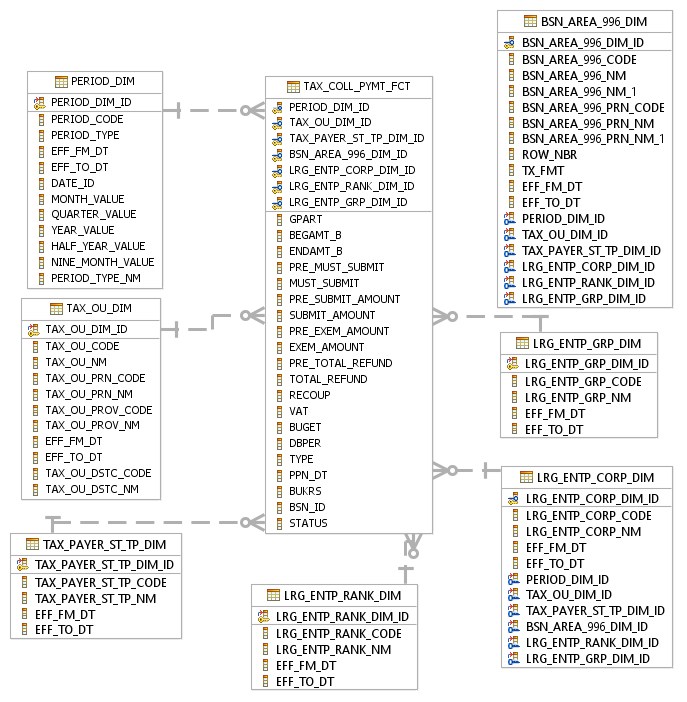 PERIOD_DIM
PERIOD_DIM_ID
PERIOD_CODE
PERIOD_TYPE
EFF_FM_DT
EFF_TO_DT
DATE_ID
MONTH_VALUE
QUARTER_VALUE
YEAR_VALUE
HALF_YEAR_VALUE
NINE_MONTH_VALUE
PERIOD_TYPE_NM
TAX_OU_DIM
TAX_OU_DIM_ID
TAX_OU_CODE
TAX_OU_NM
TAX_OU_PRN_CODE
TAX_OU_PRN_NM
TAX_OU_PROV_CODE
TAX_OU_PROV_NM
EFF_FM_DT
EFF_TO_DT
TAX_OU_DSTC_CODE
TAX_OU_DSTC_NM
TAX_PAYER_ST_TP_DIM
TAX_PAYER_ST_TP_DIM_ID
TAX_PAYER_ST_TP_CODE
TAX_PAYER_ST_TP_NM
EFF_FM_DT
EFF_TO_DT
TAX_COLL_PYMT_FCT
PERIOD_DIM_ID
TAX_OU_DIM_ID
TAX_PAYER_ST_TP_DIM_ID
BSN_AREA_996_DIM_ID
LRG_ENTP_CORP_DIM_ID
LRG_ENTP_RANK_DIM_ID
LRG_ENTP_GRP_DIM_ID
GPART
BEGAMT_B
ENDAMT_B
PRE_MUST_SUBMIT
MUST_SUBMIT
PRE_SUBMIT_AMOUNT
SUBMIT_AMOUNT
PRE_EXEM_AMOUNT
EXEM_AMOUNT
PRE_TOTAL_REFUND
TOTAL_REFUND
RECOUP
VAT
BUGET
DBPER
TYPE
PPN_DT
BUKRS
BSN_ID
STATUS
LRG_ENTP_RANK_DIM
LRG_ENTP_RANK_DIM_ID
LRG_ENTP_RANK_CODE
LRG_ENTP_RANK_NM
EFF_FM_DT
EFF_TO_DT
BSN_AREA_996_DIM
BSN_AREA_996_DIM_ID
BSN_AREA_996_CODE
BSN_AREA_996_NM
BSN_AREA_996_NM_1
BSN_AREA_996_PRN_CODE
BSN_AREA_996_PRN_NM
BSN_AREA_996_PRN_NM_1
ROW_NBR
TX_FMT
EFF_FM_DT
EFF_TO_DT
PERIOD_DIM_ID
TAX_OU_DIM_ID
TAX_PAYER_ST_TP_DIM_ID
LRG_ENTP_CORP_DIM_ID
LRG_ENTP_RANK_DIM_ID
LRG_ENTP_GRP_DIM_ID
LRG_ENTP_GRP_DIM
LRG_ENTP_GRP_DIM_ID
LRG_ENTP_GRP_CODE
LRG_ENTP_GRP_NM
EFF_FM_DT
EFF_TO_DT
LRG_ENTP_CORP_DIM
LRG_ENTP_CORP_DIM_ID
LRG_ENTP_CORP_CODE
LRG_ENTP_CORP_NM
EFF_FM_DT
EFF_TO_DT
PERIOD_DIM_ID
TAX_OU_DIM_ID
TAX_PAYER_ST_TP_DIM_ID
BSN_AREA_996_DIM_ID
LRG_ENTP_RANK_DIM_ID
LRG_ENTP_GRP_DIM_ID